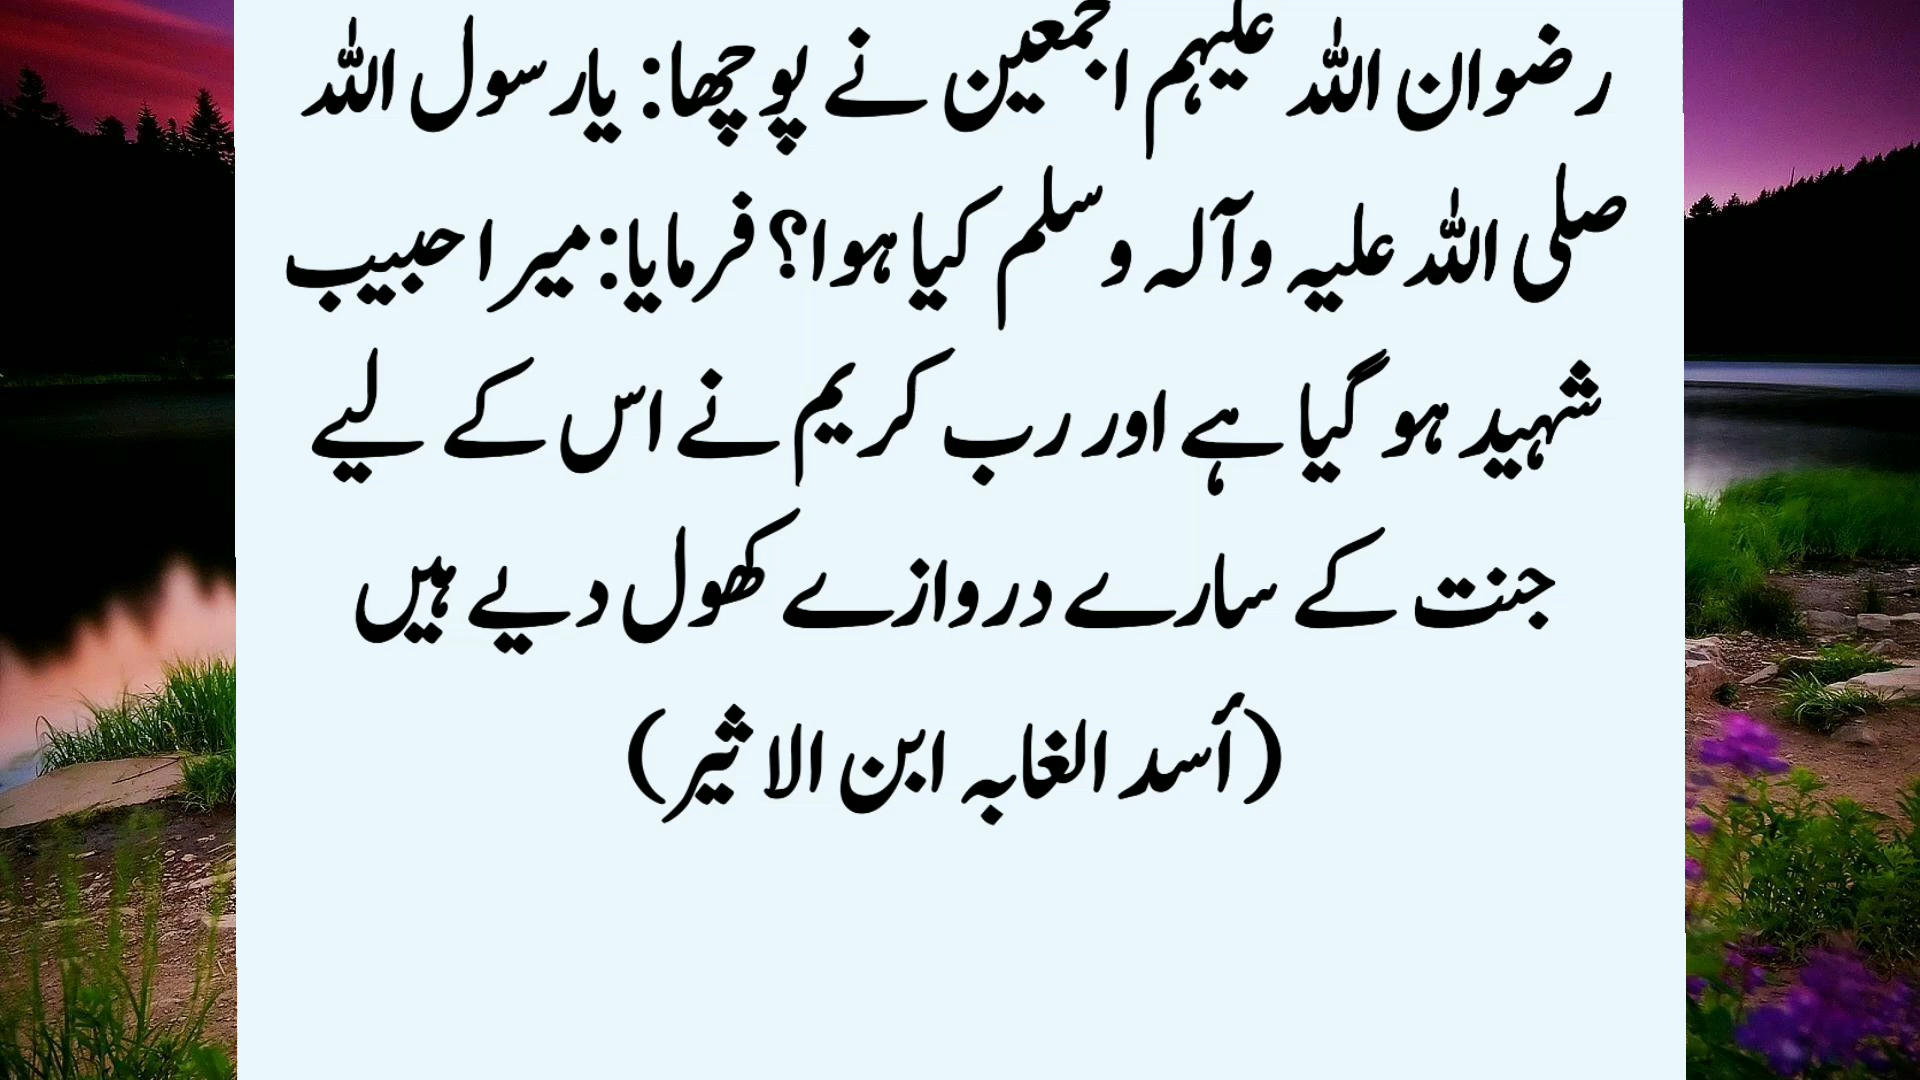 رضوان اللہ علیہم اجمعین نے پوچھا: یارسول اللہ
صلی اللہ علیہ وآلہ وسلم کیا ہوا؟ فرمایا: میرا حبیب
شہید ہو گیا ہے اور رب کریم نے اس کے لیے
جنت کے سارے دروازے کھول دیے ہیں
(أسد الغابہ ابن الاثیر)